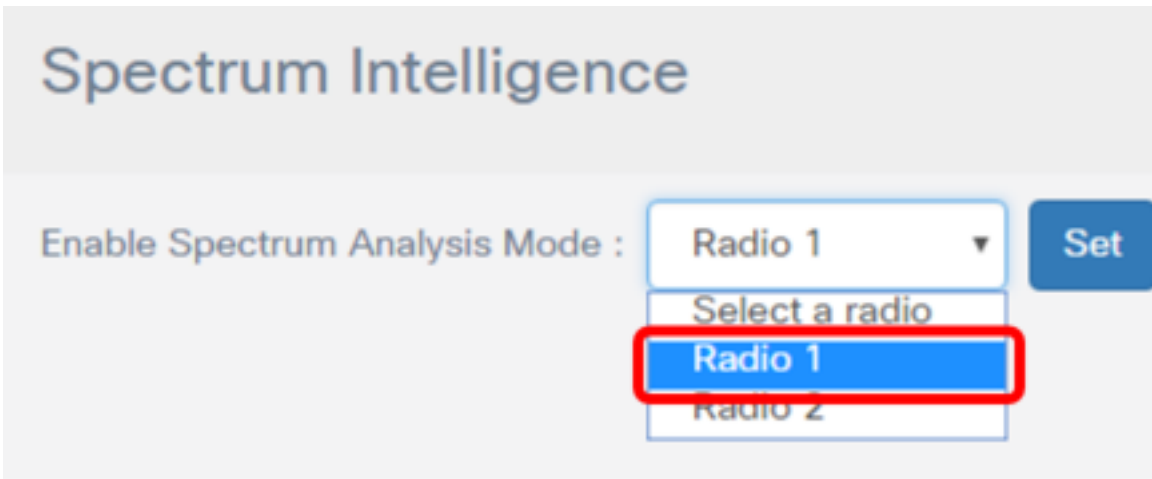 Spectrum Intelligence
Enable Spectrum Analysis Mode : Radio 1 Set
Select a radio
Radio 1
Radio 2